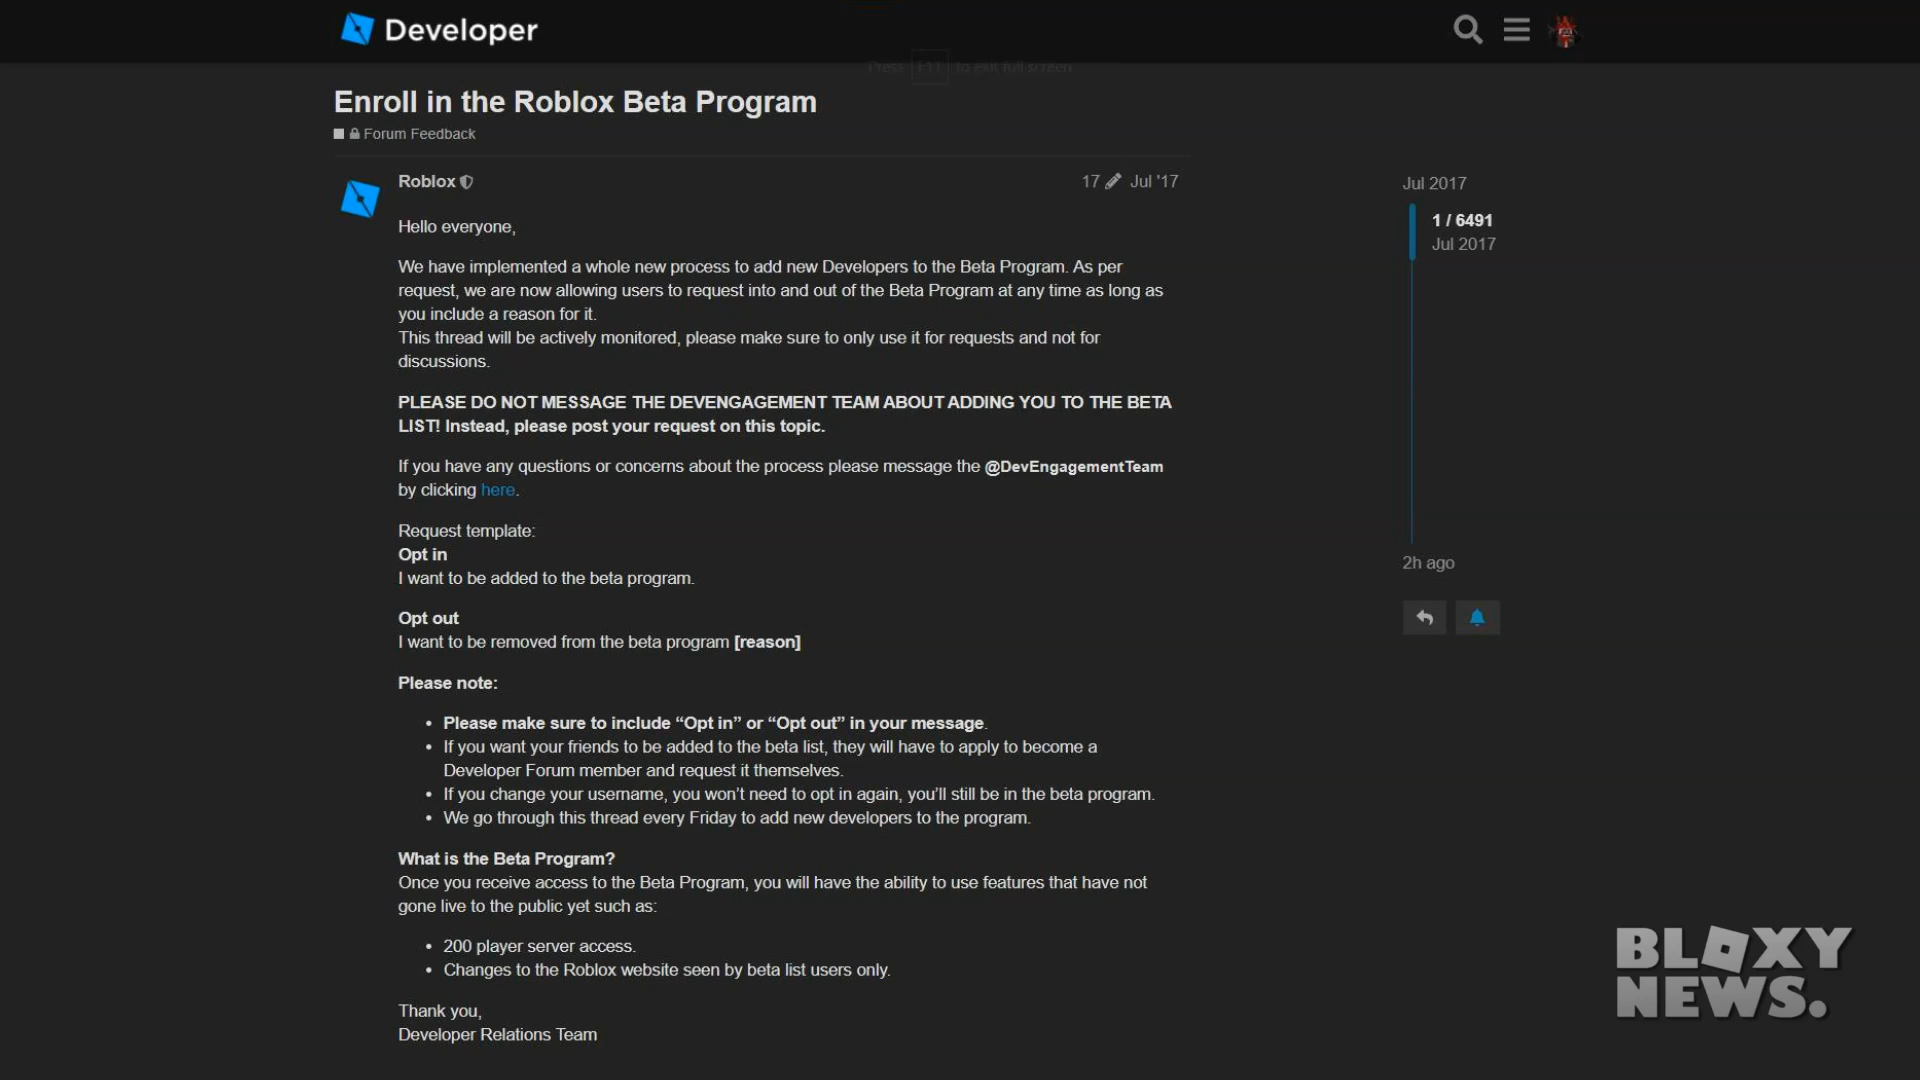 Developer
Press F11 to exit full screen
Enroll in the Roblox Beta Program
Forum Feedback
Roblox
17 Jul '17
Hello everyone,
We have implemented a whole new process to add new Developers to the Beta Program. As per
request, we are now allowing users to request into and out of the Beta Program at any time as long as
you include a reason for it.
This thread will be actively monitored, please make sure to only use it for requests and not for
discussions.
PLEASE DO NOT MESSAGE THE DEVENGAGEMENT TEAM ABOUT ADDING YOU TO THE BETA
LIST! Instead, please post your request on this topic.
If you have any questions or concerns about the process please message the @DevEngagementTeam
by clicking here.
Request template:
Opt in
I want to be added to the beta program.
Opt out
I want to be removed from the beta program [reason]
Please note:
• Please make sure to include “Opt in” or “Opt out” in your message.
• If you want your friends to be added to the beta list, they will have to apply to become a
Developer Forum member and request it themselves.
• If you change your username, you won’t need to opt in again, you’ll still be in the beta program.
• We go through this thread every Friday to add new developers to the program.
What is the Beta Program?
Once you receive access to the Beta Program, you will have the ability to use features that have not
gone live to the public yet such as:
• 200 player server access.
• Changes to the Roblox website seen by beta list users only.
Thank you,
Developer Relations Team
Jul 2017
1 / 6491
Jul 2017
2h ago
BLOXY
NEWS.